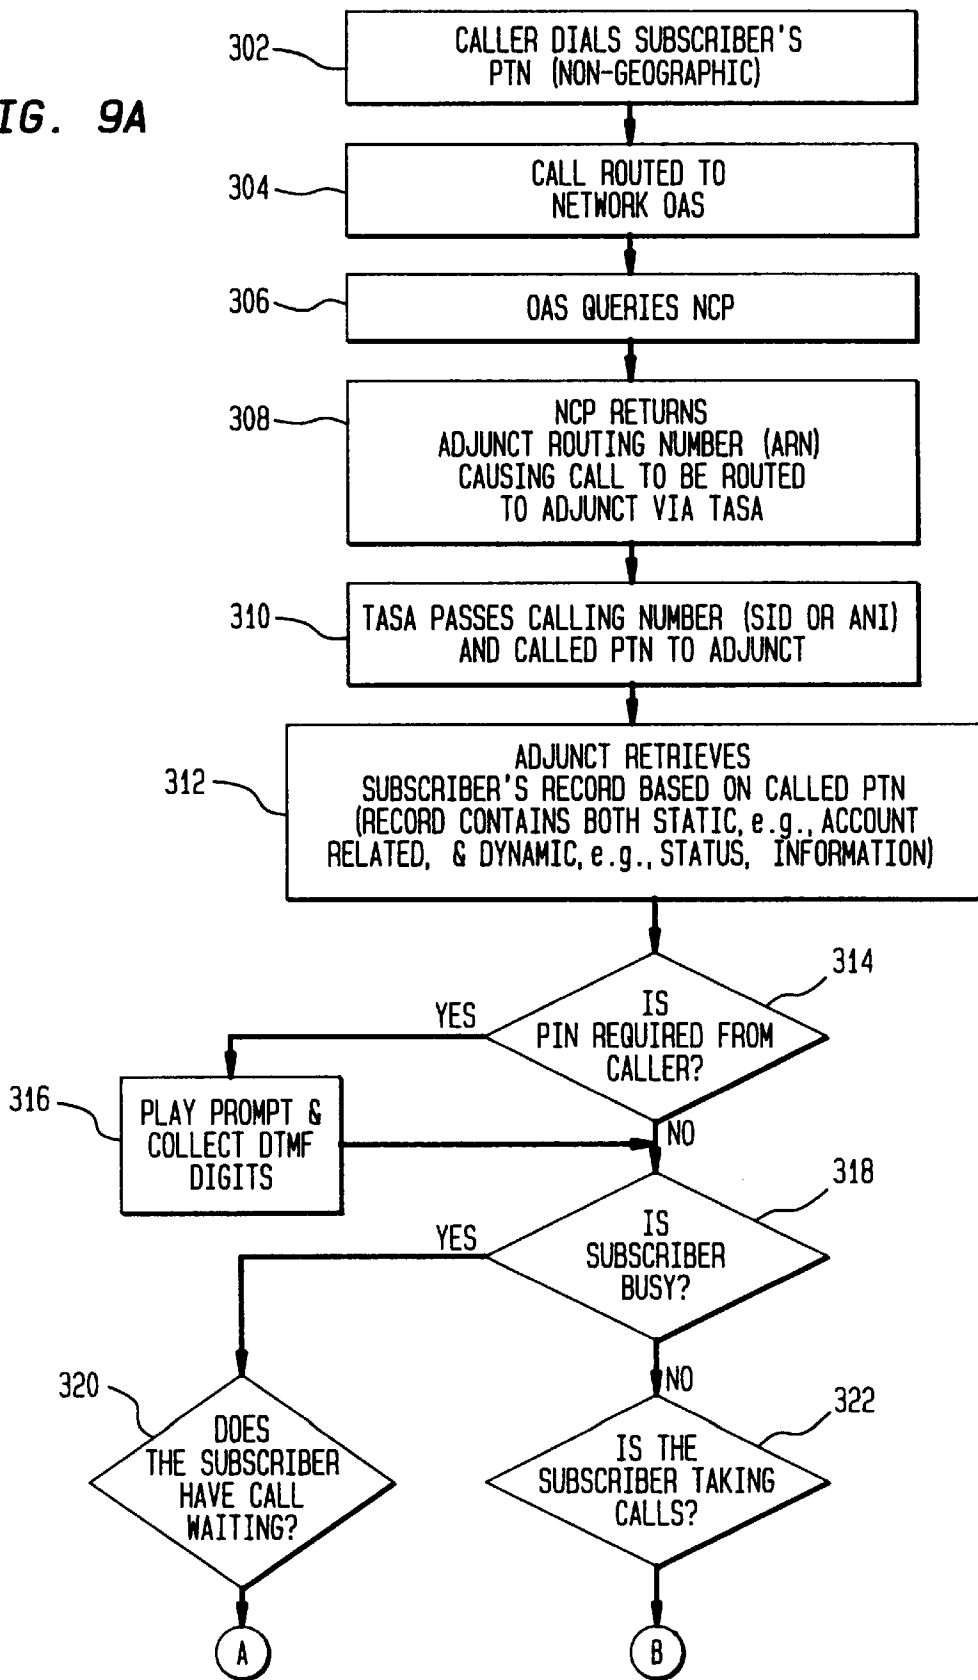 IG. 9A
302
CALLER DIALS SUBSCRIBER'S
PTN (NON-GEOGRAPHIC)
304
CALL ROUTED TO
NETWORK OAS
306
OAS QUERIES NCP
308
NCP RETURNS
ADJUNCT ROUTING NUMBER (ARN)
CAUSING CALL TO BE ROUTED
TO ADJUNCT VIA TASA
310
TASA PASSES CALLING NUMBER (SID OR ANI)
AND CALLED PTN TO ADJUNCT
312
ADJUNCT RETRIEVES
SUBSCRIBER'S RECORD BASED ON CALLED PTN
(RECORD CONTAINS BOTH STATIC, e.g., ACCOUNT
RELATED, & DYNAMIC, e.g., STATUS, INFORMATION)
314
IS
PIN REQUIRED FROM
CALLER?
YES
NO
316
PLAY PROMPT &
COLLECT DTMF
DIGITS
318
IS
SUBSCRIBER
BUSY?
YES
NO
320
DOES
THE SUBSCRIBER
HAVE CALL
WAITING?
322
IS THE
SUBSCRIBER TAKING
CALLS?
A
B